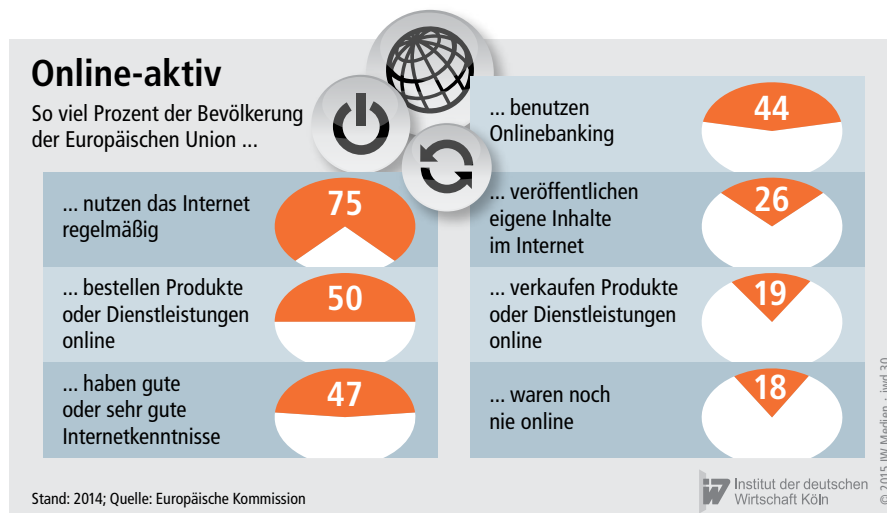 Online-aktiv
So viel Prozent der Bevölkerung
der Europäischen Union ...
... nutzen das Internet
regelmäßig
75
... bestellen Produkte
oder Dienstleistungen
online
50
... haben gute
oder sehr gute
Internetkenntnisse
47
... benutzen
Onlinebanking
44
... veröffentlichen
eigene Inhalte
im Internet
26
... verkaufen Produkte
oder Dienstleistungen
online
19
... waren noch
nie online
18
Stand: 2014; Quelle: Europäische Kommission
iw
Institut der deutschen
Wirtschaft Köln
© 2015 IW Medien · iwd 30